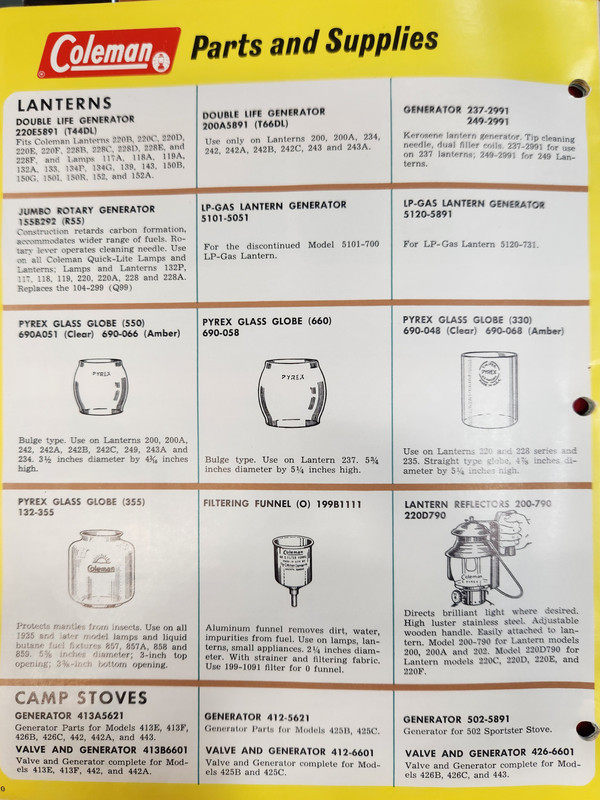 Coleman
Parts and Supplies
LANTERNS
DOUBLE LIFE GENERATOR
220E5891 (T44DL)
Fits Coleman Lanterns 220B, 220C, 220D,
220E, 220F, 228B, 228C, 228D, 228E, and
228F, and Lamps 117A, 118A, 119A,
132A, 133, 134P, 134G, 139, 143, 150B,
150G, 150I, 150R, 152, and 152A.
DOUBLE LIFE GENERATOR
200A5891 (T66DL)
Use only on Lanterns 200, 200A, 234,
242, 242A, 242B, 242C, 243 and 243A.
GENERATOR 237-2991
249-2991
Kerosene lantern generator. Tip cleaning
needle, dual filler coils. 237-2991 for use
on 237 lanterns; 249-2991 for 249 Lan-
terns.
JUMBO ROTARY GENERATOR
155B292 (R55)
Construction retards carbon formation,
accommodates wider range of fuels. Ro-
tary lever operates cleaning needle. Use
on all Coleman Quick-Lite Lamps and
Lanterns; Lamps and Lanterns 132P,
117, 118, 119, 220, 220A, 228 and 228A.
Replaces the 104-299 (Q99)
LP-GAS LANTERN GENERATOR
5101-5051
For the discontinued Model 5101-700
LP-Gas Lantern.
LP-GAS LANTERN GENERATOR
5120-5891
For LP-Gas Lantern 5120-731.
PYREX GLASS GLOBE (550)
690A051 (Clear) 690-066 (Amber)
PYREX
Bulge type. Use on Lanterns 200, 200A,
242, 242A, 242B, 242C, 249, 243A and
234. 3½ inches diameter by 4¾ inches
high.
PYREX GLASS GLOBE (660)
690-058
PYREX
Bulge type. Use on Lantern 237. 5¾
inches diameter by 5¼ inches high.
PYREX GLASS GLOBE (330)
690-048 (Clear) 690-068 (Amber)
PYREX
Use on Lanterns 220 and 228 series and
235. Straight type globe, 4⅞ inches di-
ameter by 5¼ inches high.
PYREX GLASS GLOBE (355)
132-355
Coleman
Protects mantles from insects. Use on all
1935 and later model lamps and liquid
butane fuel fixtures 857, 857A, 858 and
859. 5⅝ inches diameter; 3-inch top
opening; 3⅜-inch bottom opening.
FILTERING FUNNEL (O) 199B1111
Coleman
Aluminum funnel removes dirt, water,
impurities from fuel. Use on lamps, lan-
terns, small appliances. 2¼ inches diam-
eter. With strainer and filtering fabric.
Use 199-1091 filter for 0 funnel.
LANTERN REFLECTORS 200-790
220D790
Coleman
Directs brilliant light where desired.
High luster stainless steel. Adjustable
wooden handle. Easily attached to lan-
tern. Model 200-790 for Lantern models
200, 200A and 202. Model 220D790 for
Lantern models 220C, 220D, 220E, and
220F.
CAMP STOVES
GENERATOR 413A5621
Generator Parts for Models 413E, 413F,
426B, 426C, 442, 442A, and 443.
VALVE AND GENERATOR 413B6601
Valve and Generator complete for Mod-
els 413E, 413F, 442, and 442A.
GENERATOR 412-5621
Generator Parts for Models 425B, 425C.
VALVE AND GENERATOR 412-6601
Valve and Generator complete for Mod-
els 425B and 425C.
GENERATOR 502-5891
Generator for 502 Sportster Stove.
VALVE AND GENERATOR 426-6601
Valve and Generator complete for Mod-
els 426B, 426C, and 443.